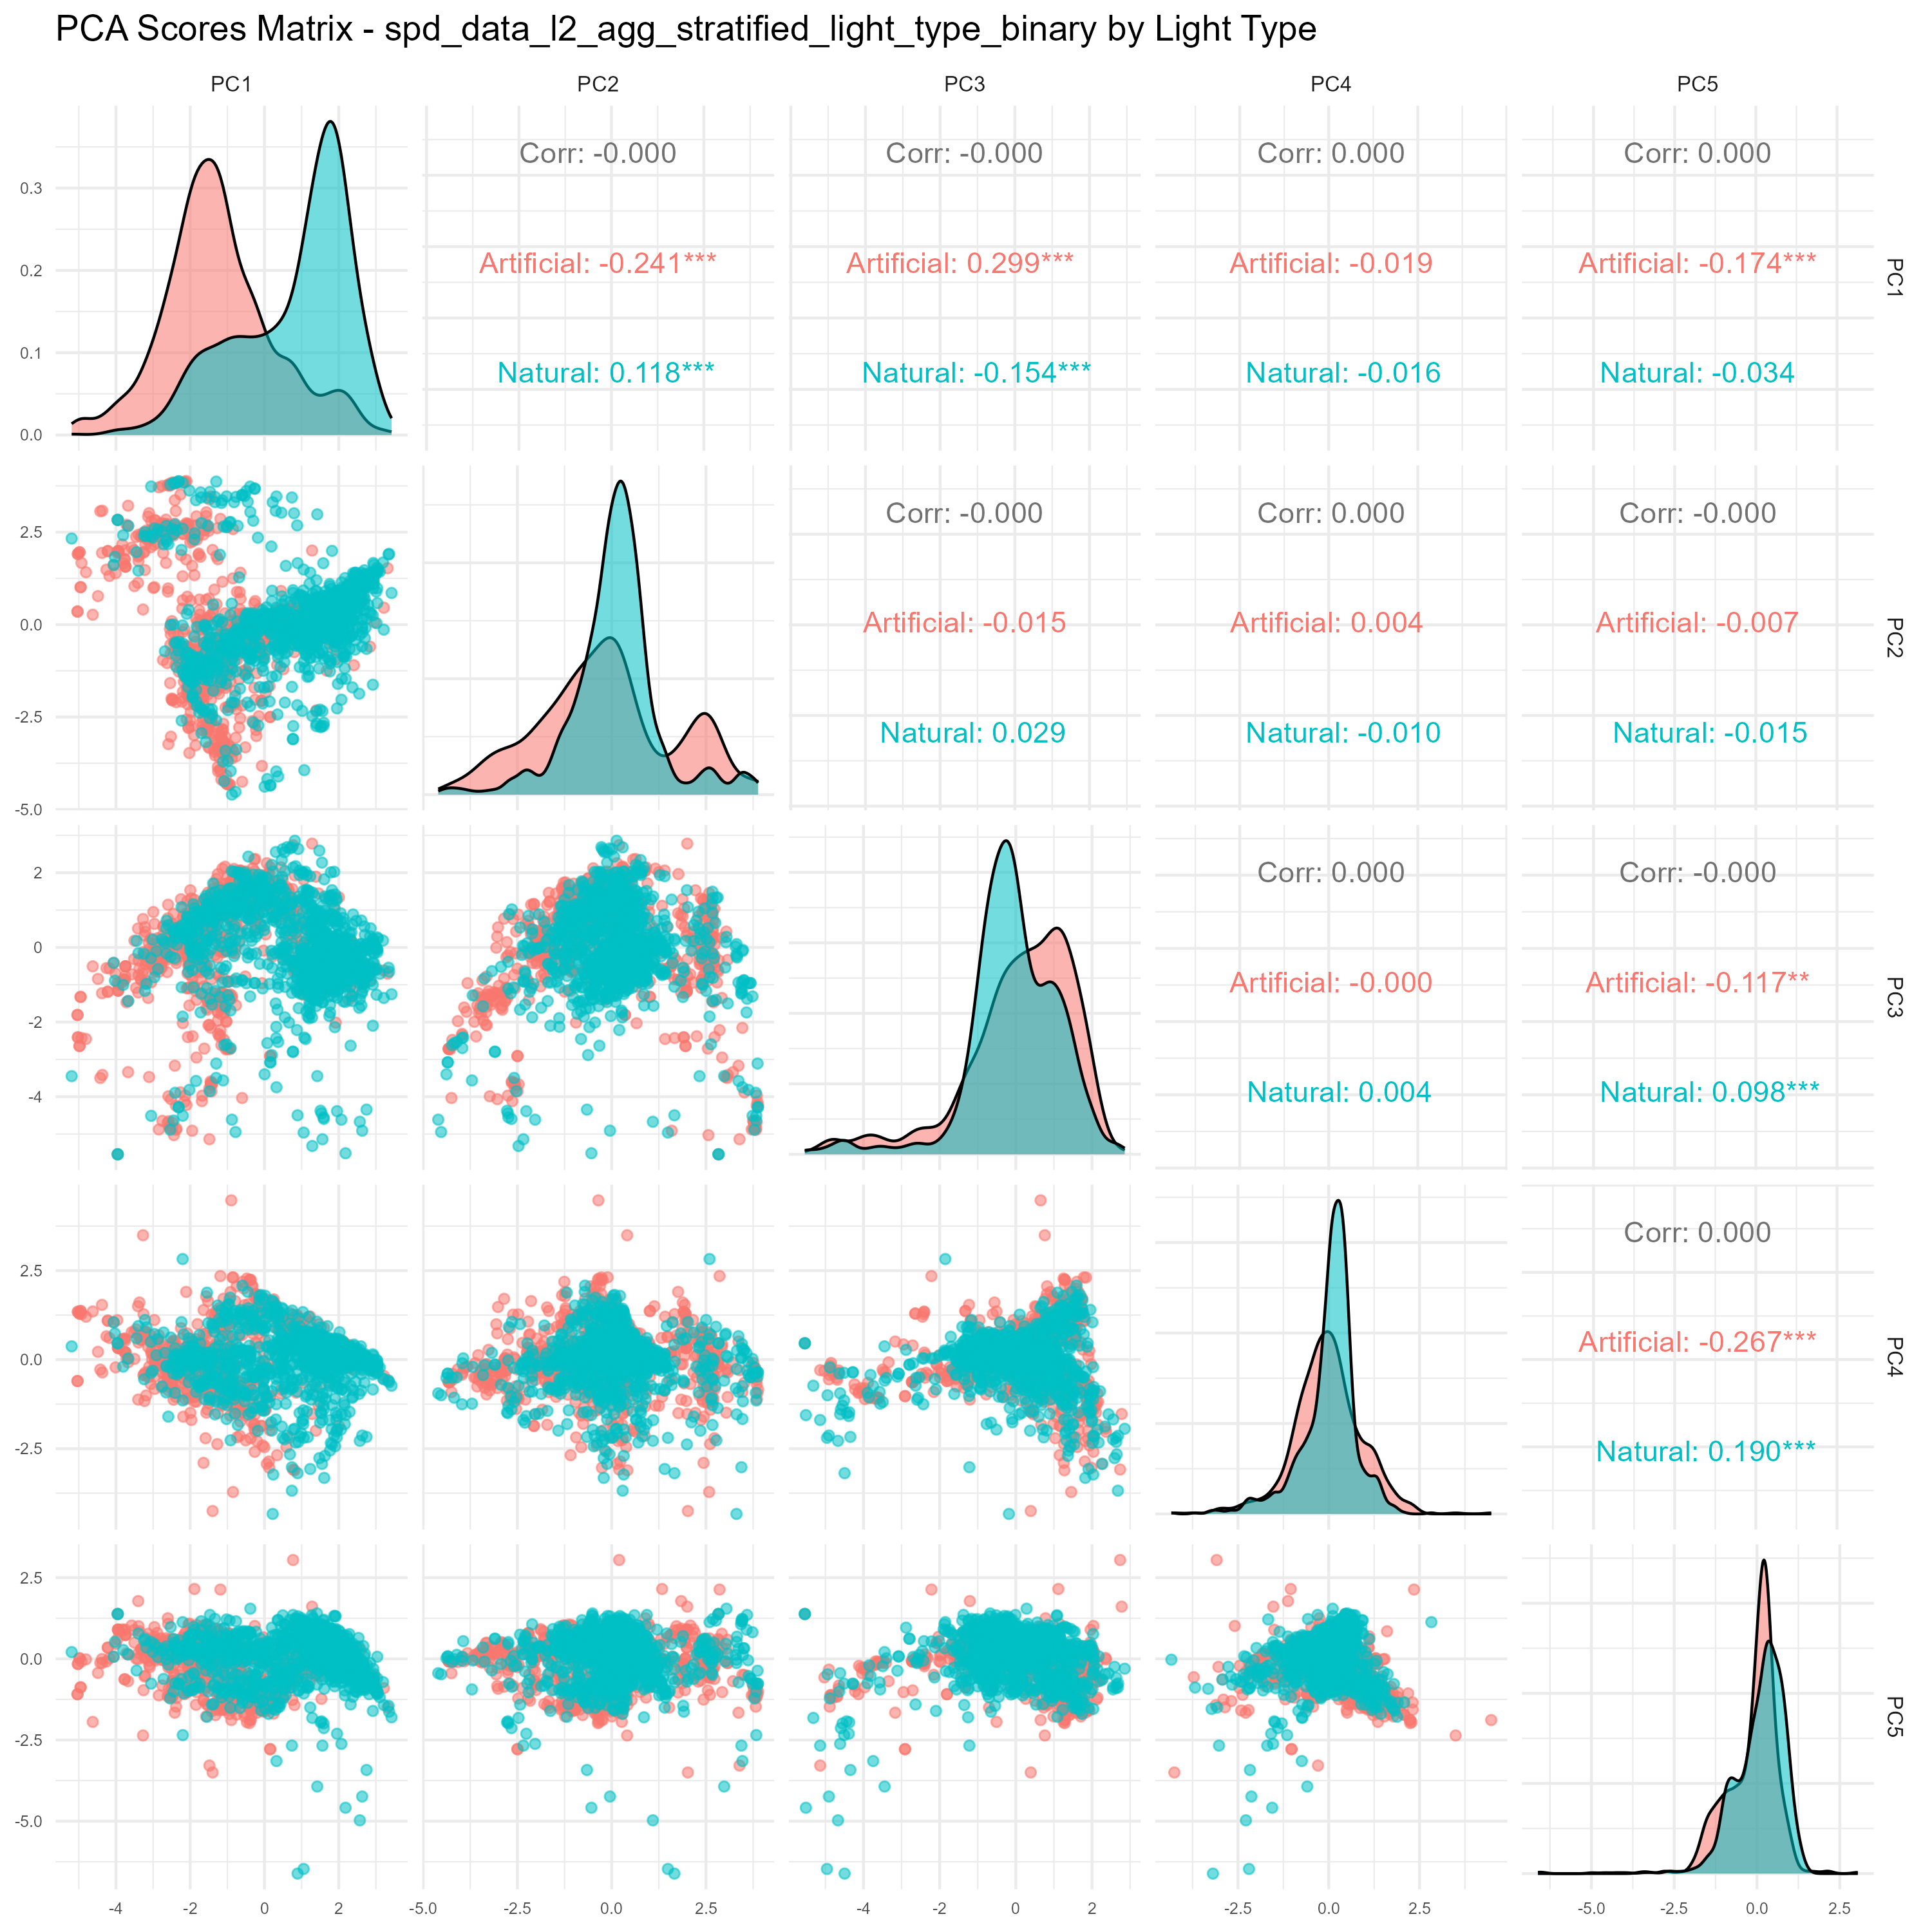 PCA Scores Matrix - spd_data_l2_agg_stratified_light_type_binary by Light Type
PC1 PC2 PC3 PC4 PC5
0.3
0.2
0.1
0.0
Corr: -0.000
Artificial: -0.241***
Natural: 0.118***
Corr: -0.000
Artificial: 0.299***
Natural: -0.154***
Corr: 0.000
Artificial: -0.019
Natural: -0.016
Corr: 0.000
Artificial: -0.174***
Natural: -0.034
PC1
2.5
0.0
-2.5
-5.0
Corr: -0.000
Artificial: -0.015
Natural: 0.029
Corr: 0.000
Artificial: 0.004
Natural: -0.010
Corr: -0.000
Artificial: -0.007
Natural: -0.015
PC2
2
0
-2
-4
Corr: 0.000
Artificial: -0.000
Natural: 0.004
Corr: -0.000
Artificial: -0.117**
Natural: 0.098***
PC3
2.5
0.0
-2.5
Corr: 0.000
Artificial: -0.267***
Natural: 0.190***
PC4
2.5
0.0
-2.5
-5.0
PC5
-4 -2 0 2
-5.0 -2.5 0.0 2.5
-4 -2 0 2
-2.5 0.0 2.5
-5.0 -2.5 0.0 2.5